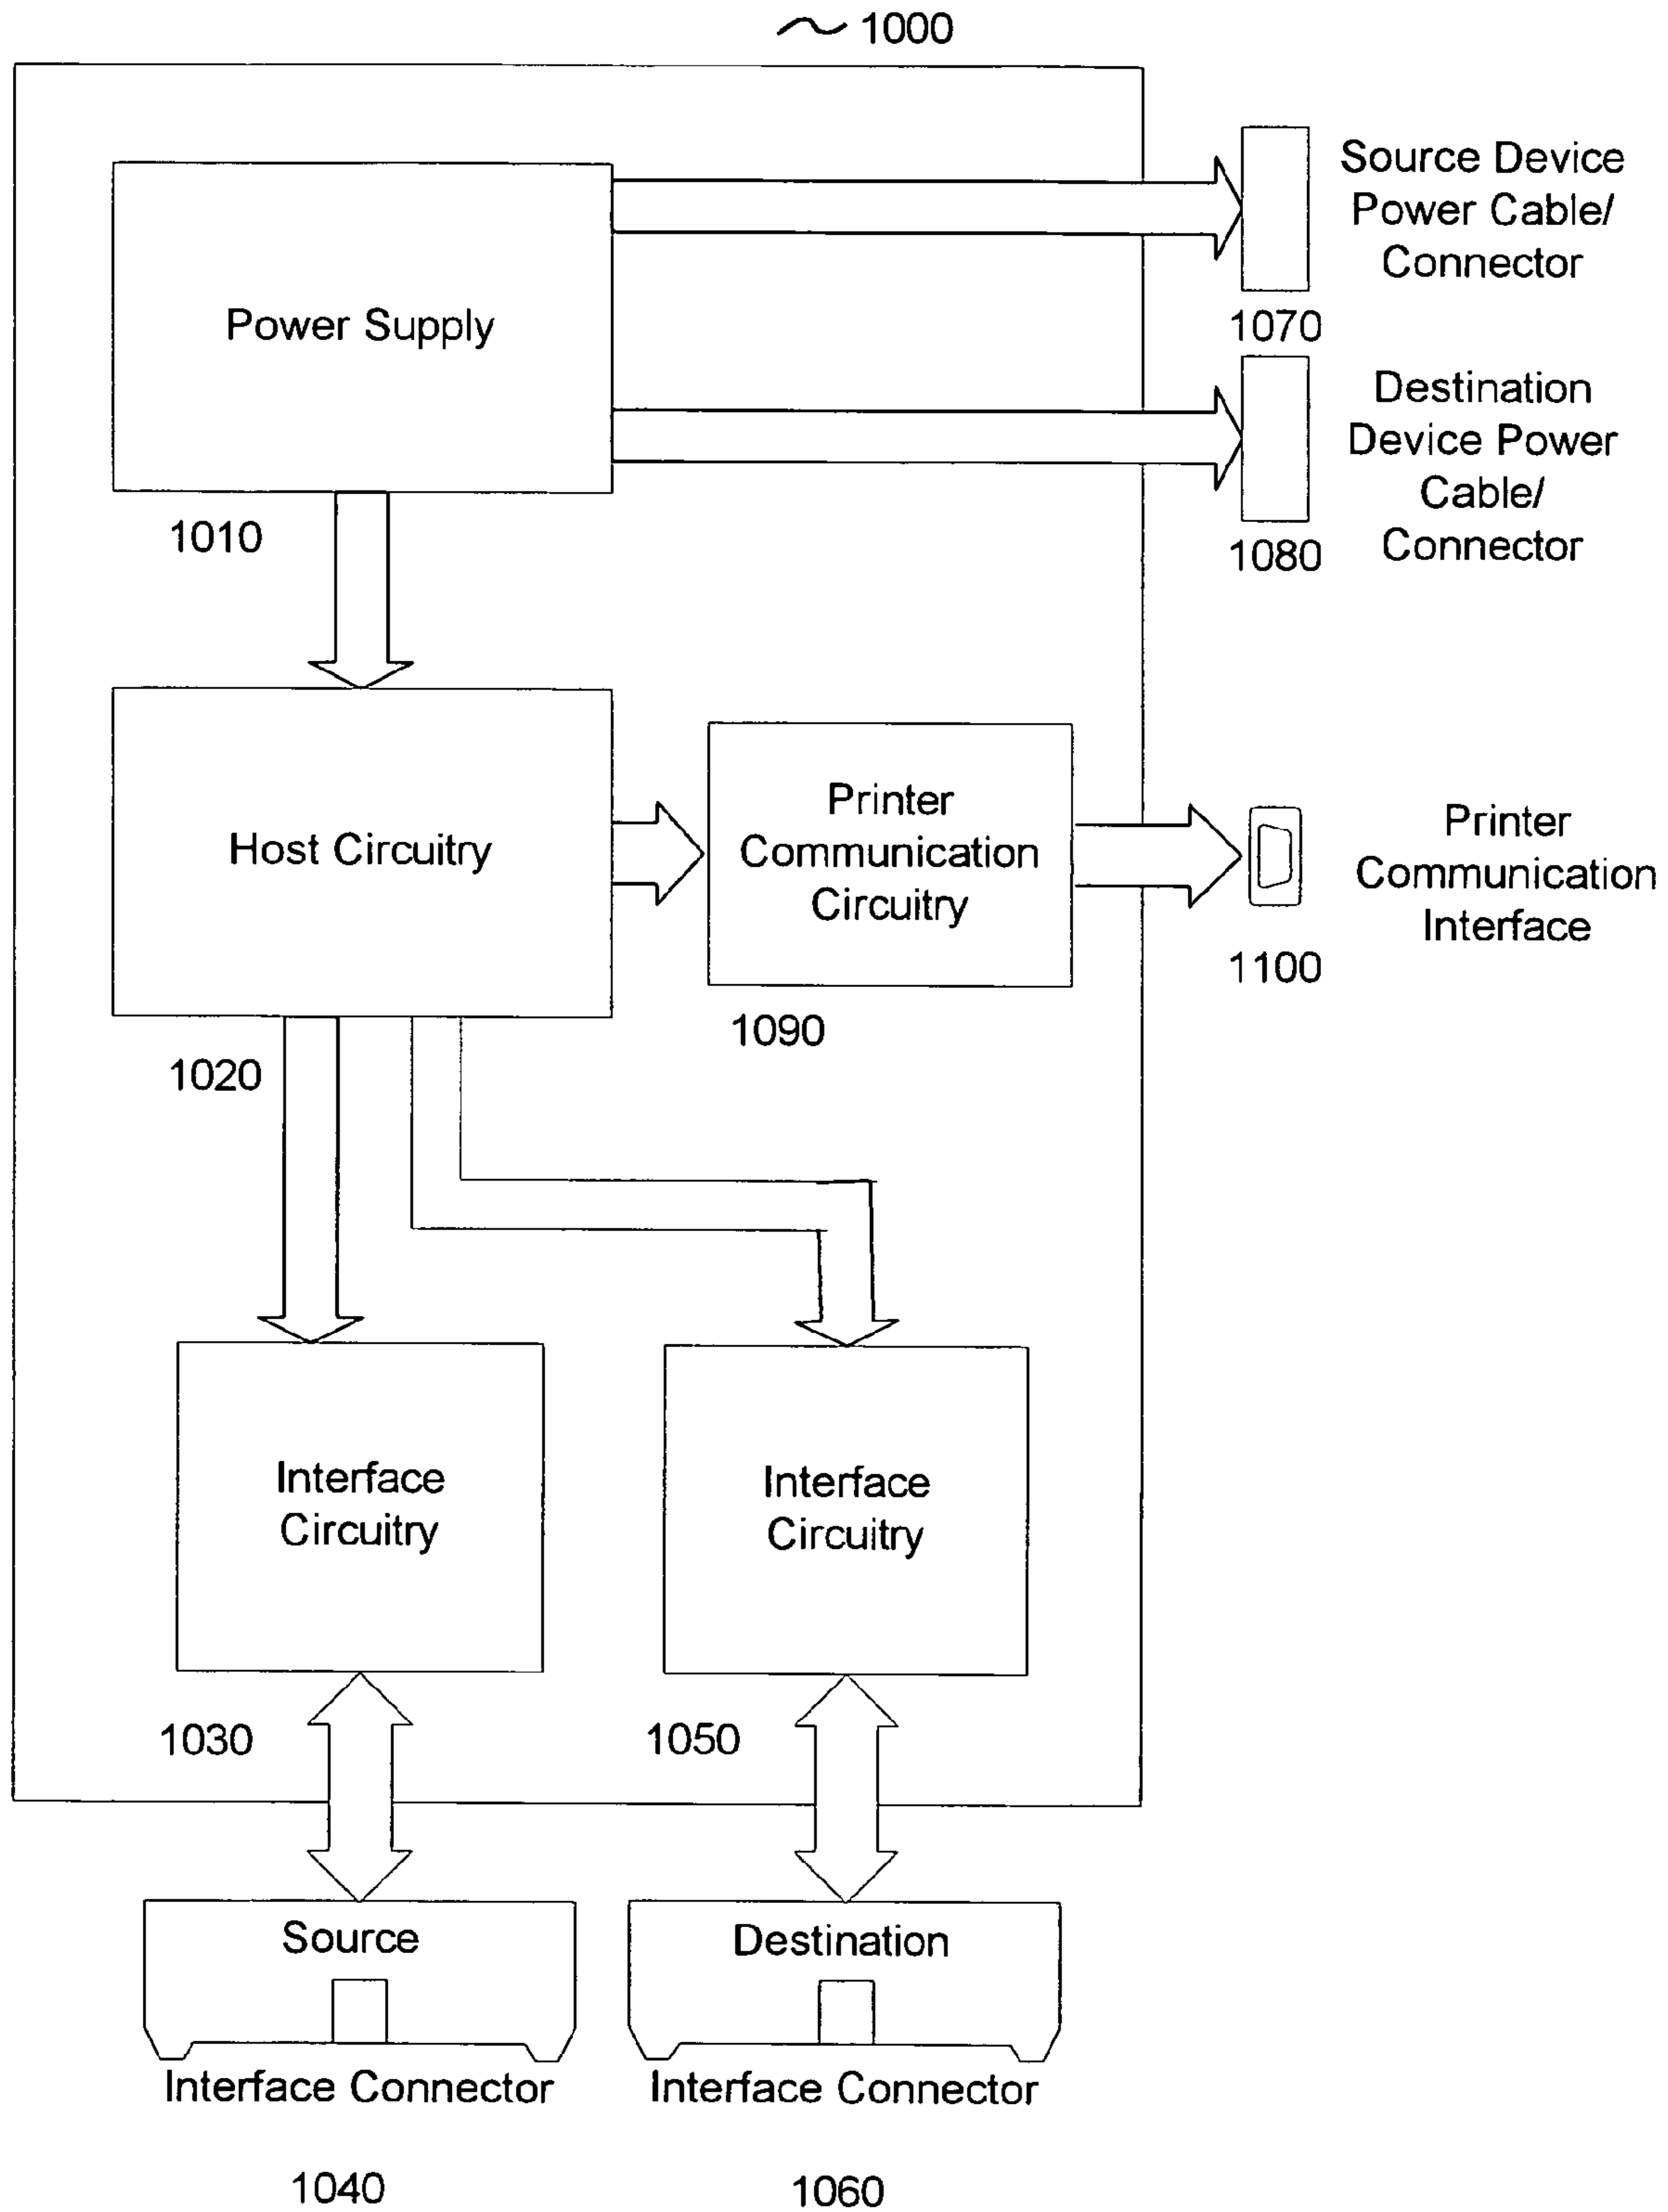 1000
Source Device
Power Cable/
Connector
1070
Power Supply
Destination
Device Power
Cable/
Connector
1080
1010
Host Circuitry
Printer
Communication
Circuitry
Printer
Communication
Interface
1100
1090
1020
Interface
Circuitry
Interface
Circuitry
1030
1050
Source
Destination
Interface Connector
Interface Connector
1040
1060